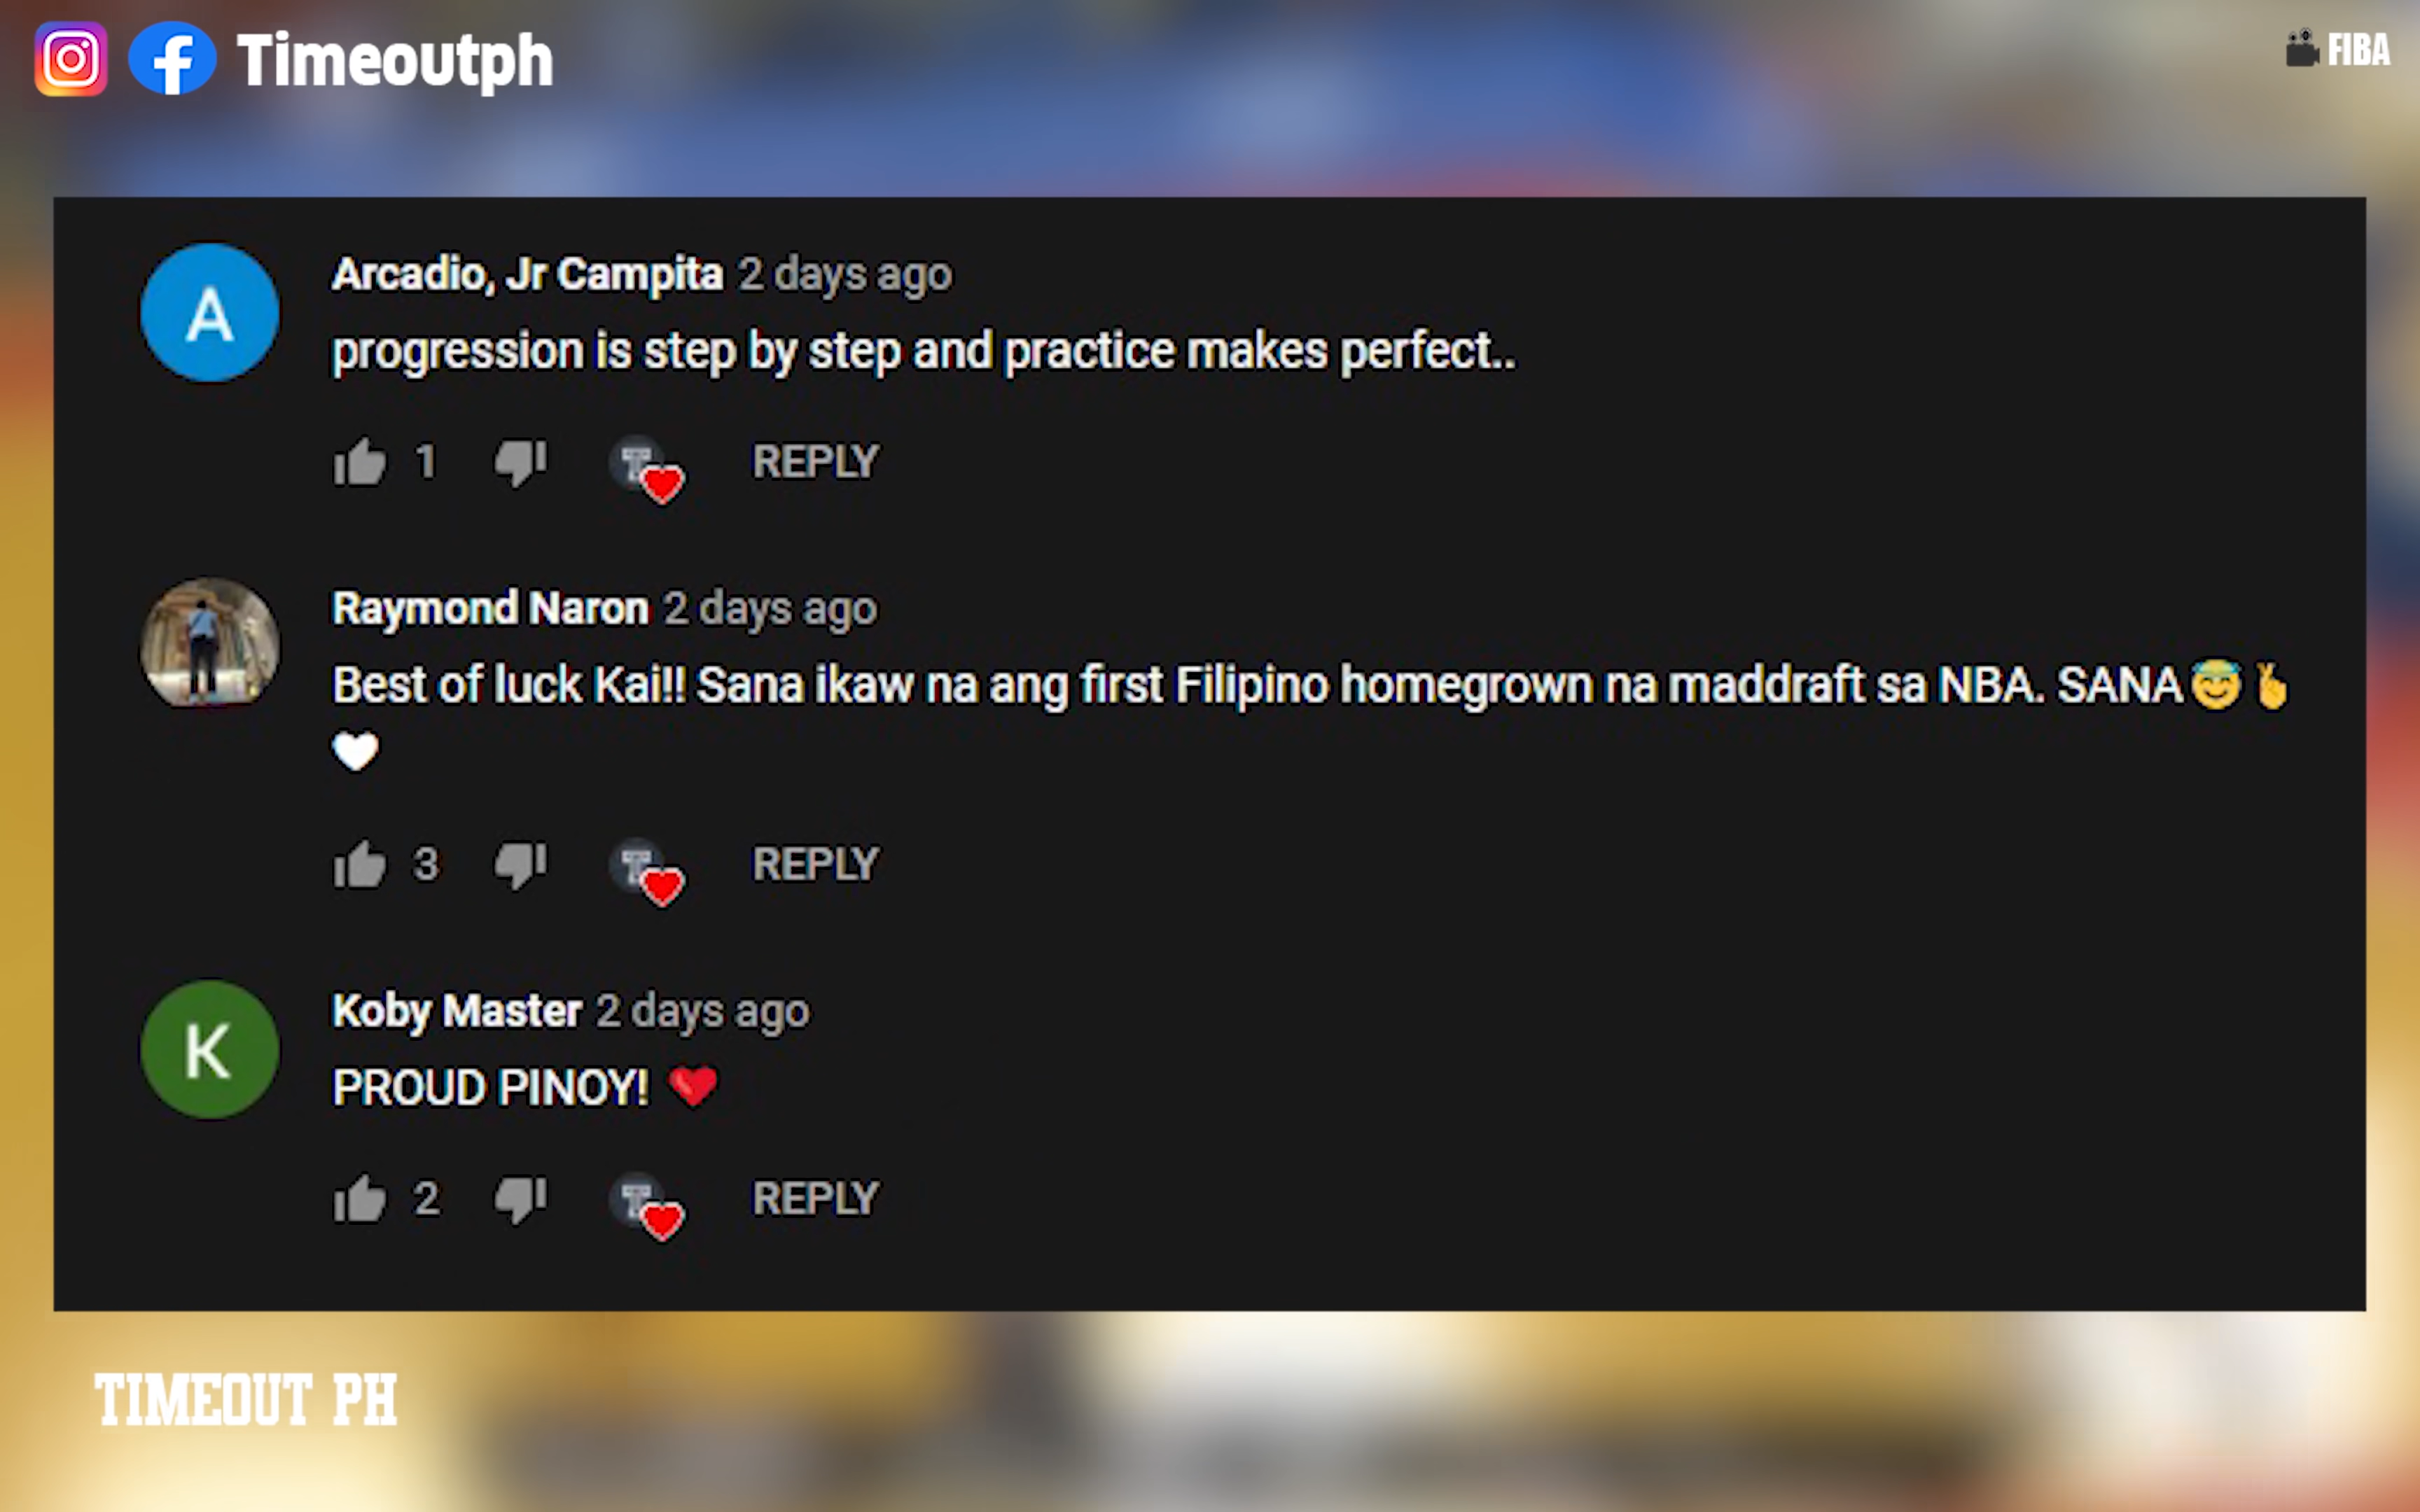 Timeoutph
FIBA
A
Arcadio, Jr Campita 2 days ago
progression is step by step and practice makes perfect..
1 T REPLY
Raymond Naron 2 days ago
Best of luck Kai!! Sana ikaw na ang first Filipino homegrown na maddraft sa NBA. SANA😇🤞
🤍
3 T REPLY
K
Koby Master 2 days ago
PROUD PINOY! ❤️
2 T REPLY
TIMEOUT PH